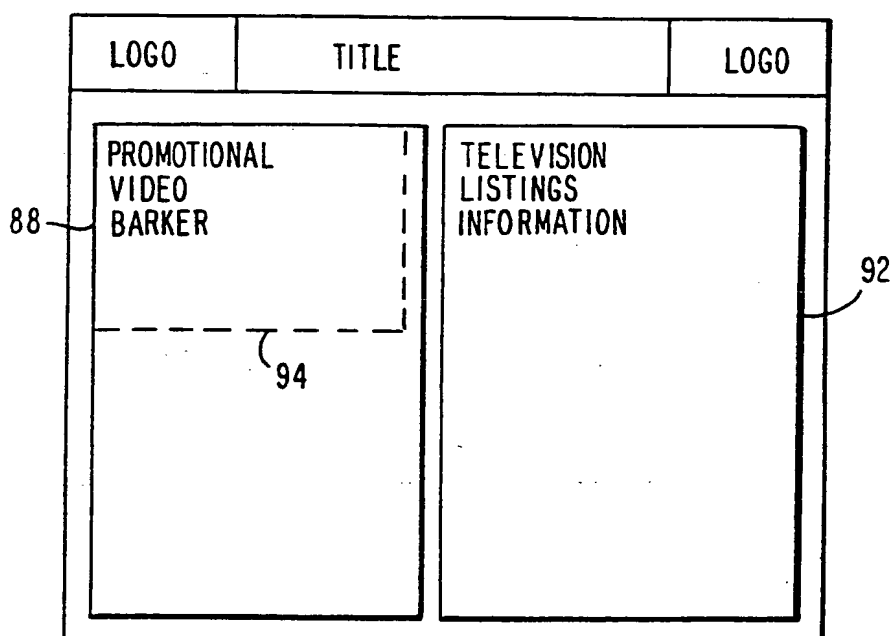 LOGO TITLE LOGO
PROMOTIONAL
VIDEO
BARKER
88
94
TELEVISION
LISTINGS
INFORMATION
92